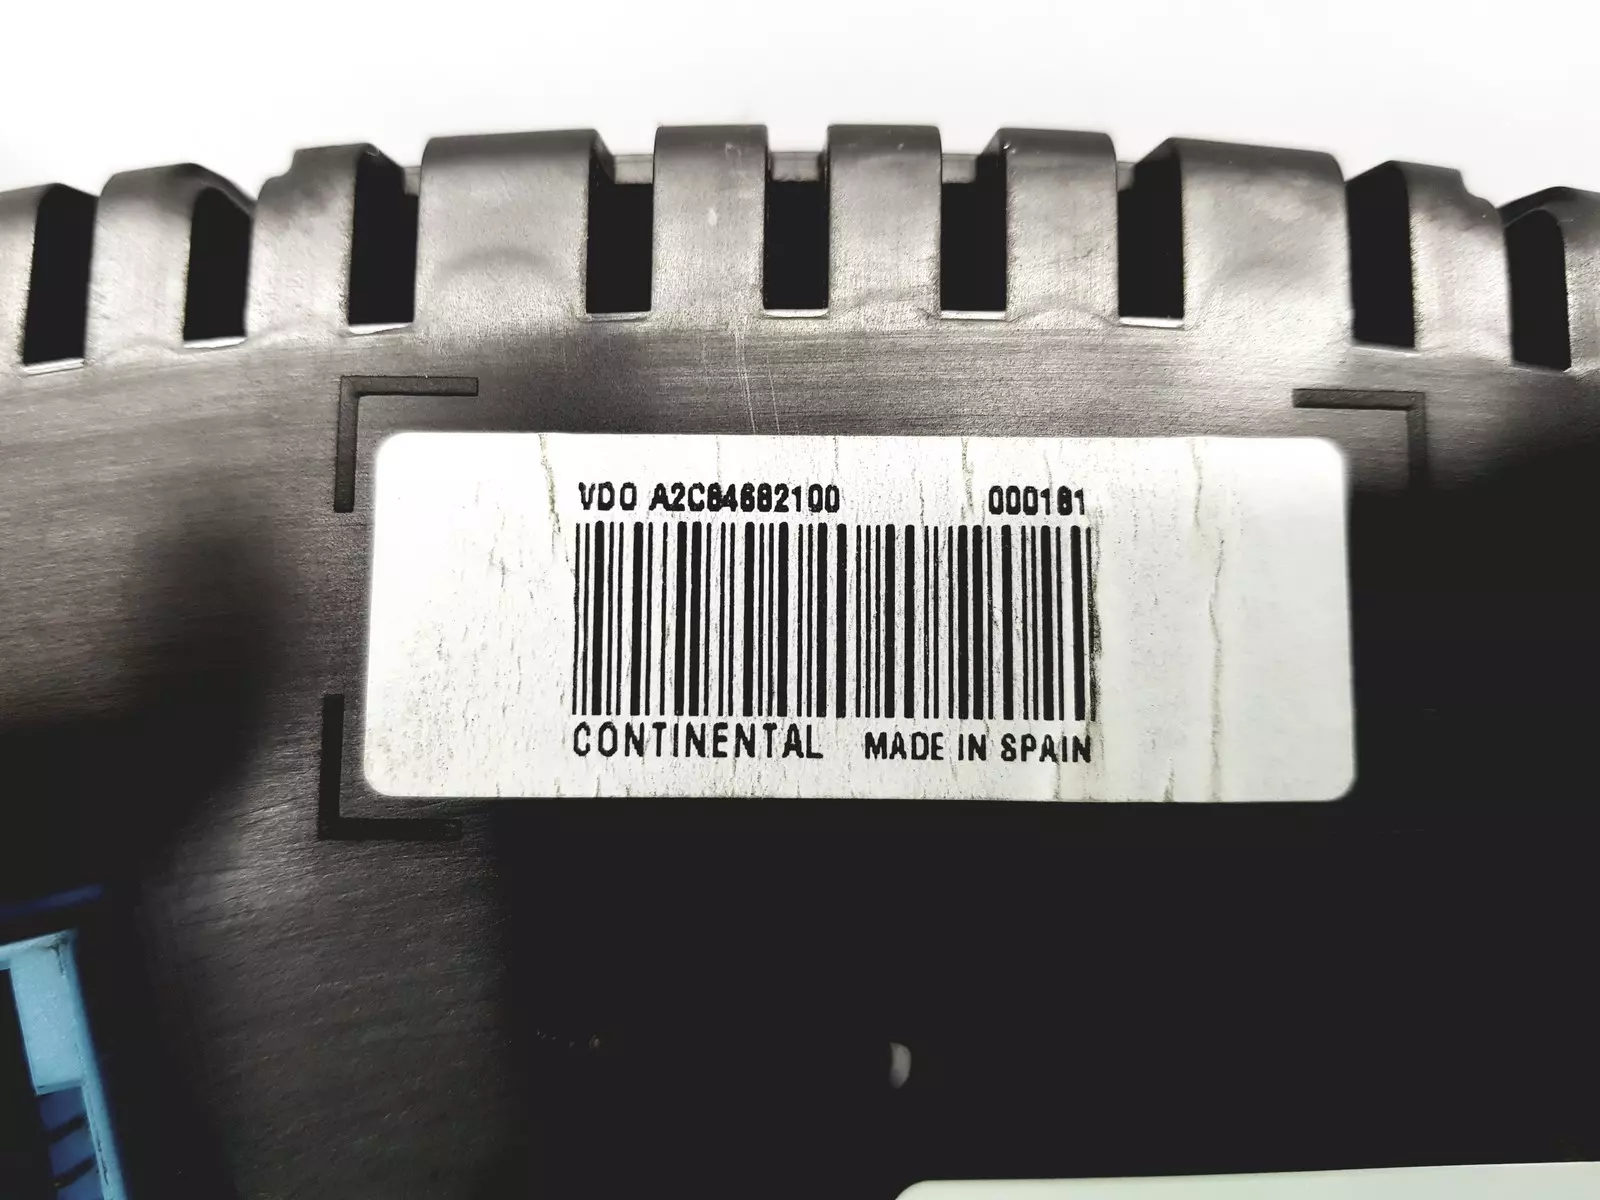 VDO A2C84682100 000181
CONTINENTAL MADE IN SPAIN